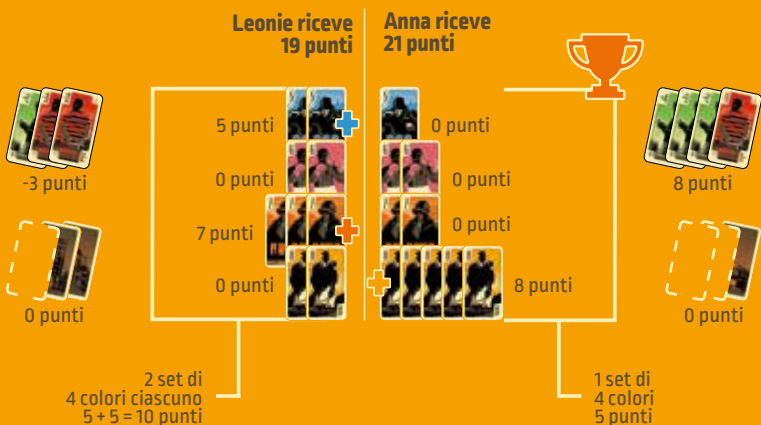 Leonie riceve
19 punti
Anna riceve
21 punti
5 punti
0 punti
7 punti
0 punti
-3 punti
0 punti
2 set di
4 colori ciascuno
5 + 5 = 10 punti
0 punti
0 punti
0 punti
8 punti
8 punti
0 punti
1 set di
4 colori
5 punti